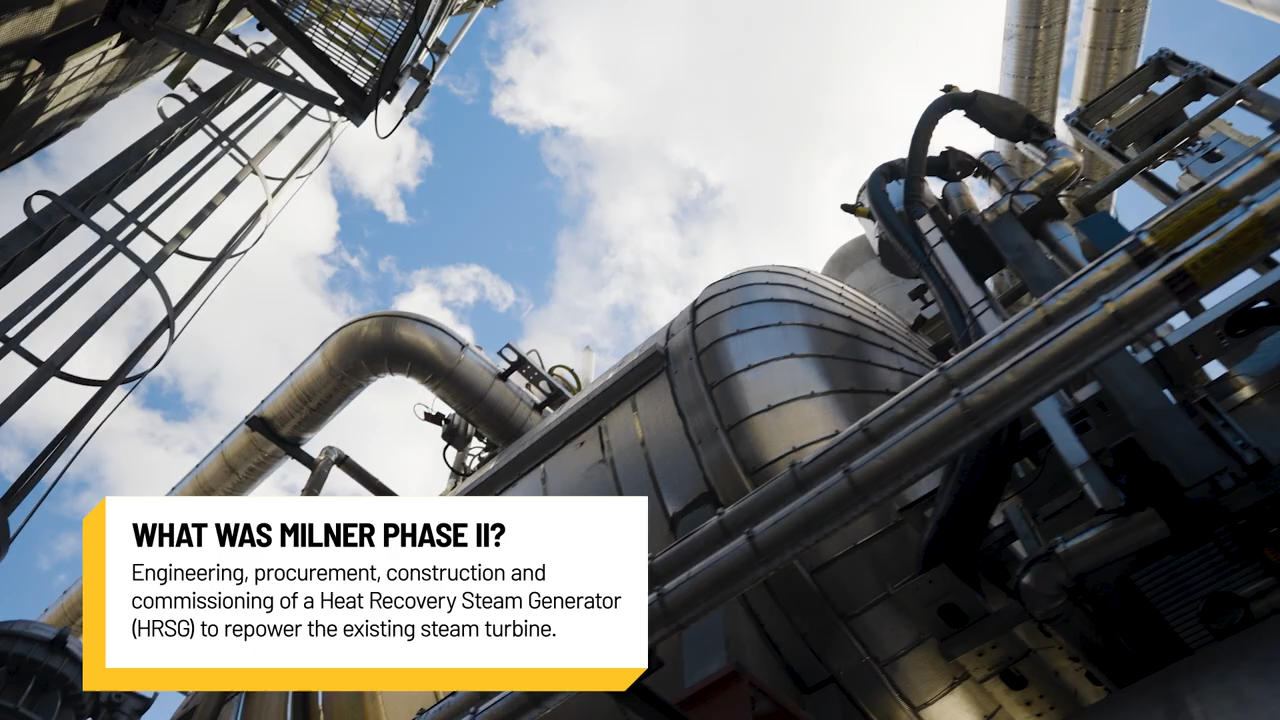 WHAT WAS MILNER PHASE II?
Engineering, procurement, construction and
commissioning of a Heat Recovery Steam Generator
(HRSG) to repower the existing steam turbine.